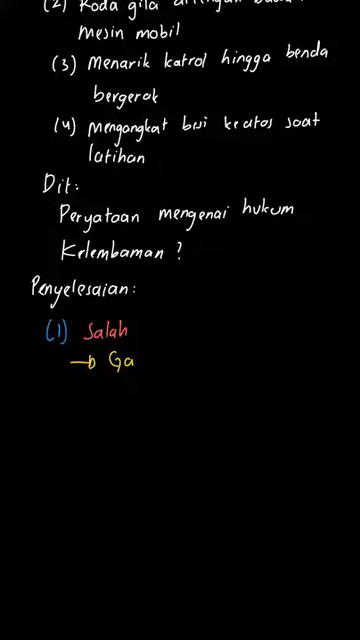 (2) Roda gila dengan
mesin mobil
(3) Menarik katrol hingga benda
bergerak
(4) mengangkat besi keatas saat
latihan
Dit:
Peryataan mengenai hukum
Kelembaman ?
Penyelesaian:
(1) Salah
→ Ga